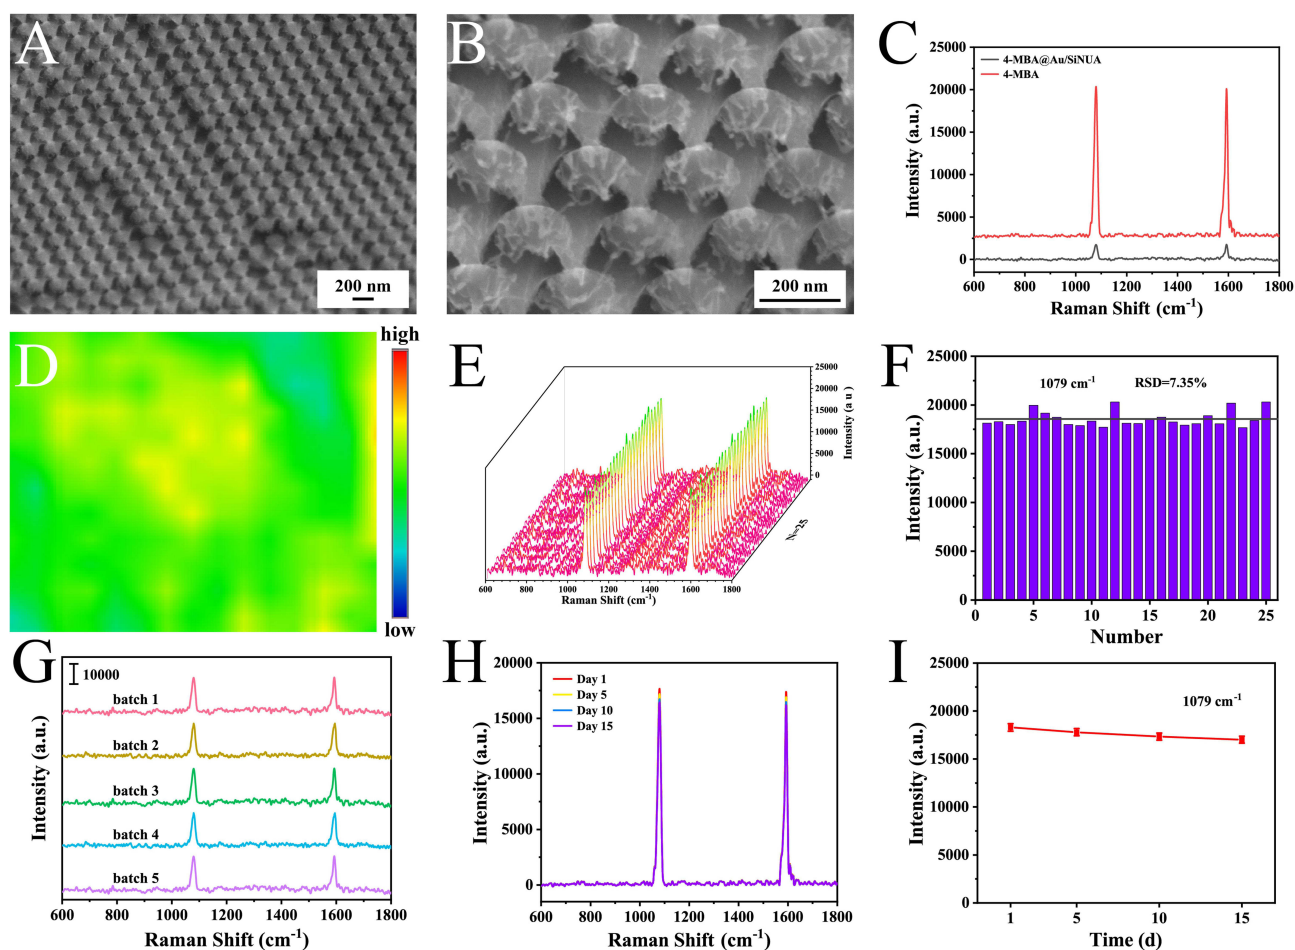 A
200 nm
B
200 nm
C
25000
20000
15000
10000
5000
0
Intensity (a.u.)
4-MBA@Au/SiNUA
4-MBA
600 800 1000 1200 1400 1600 1800
Raman Shift (cm-1)
D
high
low
E
25000
20000
15000
10000
5000
0
Intensity (a u)
N=25
600 800 1000 1200 1400 1600 1800
Raman Shift (cm-1)
F
25000
20000
15000
10000
5000
0
Intensity (a.u.)
1079 cm-1 RSD=7.35%
0 5 10 15 20 25
Number
G
10000
batch 1
batch 2
batch 3
batch 4
batch 5
Intensity (a.u.)
600 800 1000 1200 1400 1600 1800
Raman Shift (cm-1)
H
20000
15000
10000
5000
0
Intensity (a.u.)
Day 1
Day 5
Day 10
Day 15
600 800 1000 1200 1400 1600 1800
Raman Shift (cm-1)
I
25000
20000
15000
10000
5000
0
Intensity (a.u.)
1079 cm-1
1 5 10 15
Time (d)